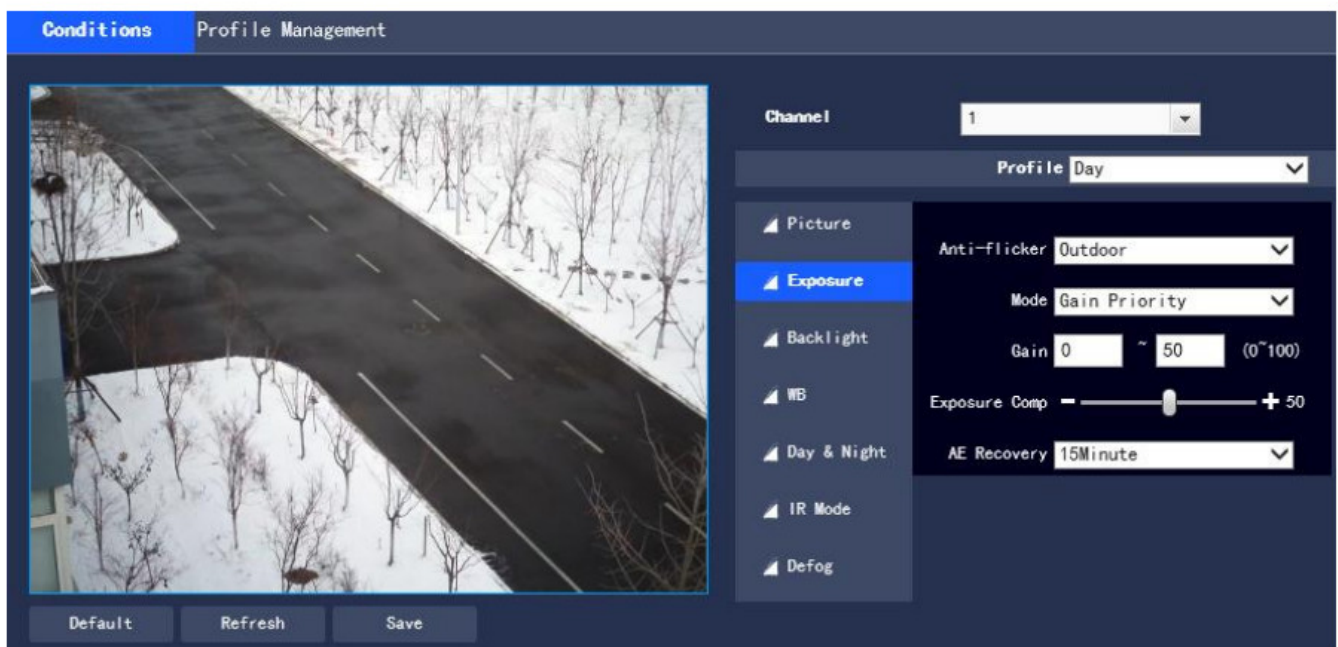 Conditions Profile Management
Channel 1
Profile Day
Picture
Exposure
Backlight
WB
Day & Night
IR Mode
Defog
Anti-flicker Outdoor
Mode Gain Priority
Gain 0 ~ 50 (0~100)
Exposure Comp 50
AE Recovery 15Minute
Default Refresh Save